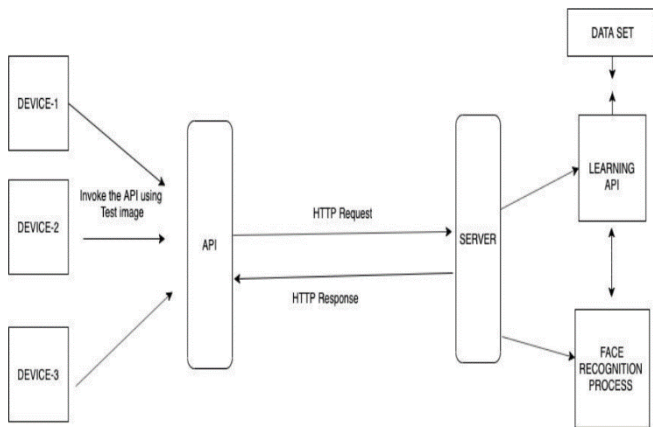 DATA SET
DEVICE-1
LEARNING
API
Invoke the API using
Test image
DEVICE-2
API
HTTP Request
SERVER
HTTP Response
DEVICE-3
FACE
RECOGNITION
PROCESS